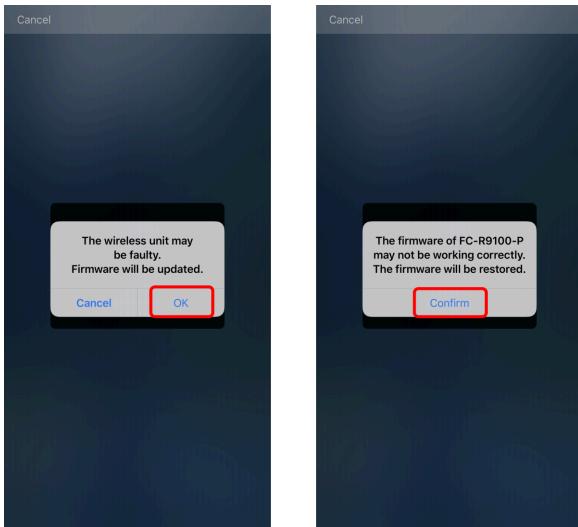 Cancel
The wireless unit may
be faulty.
Firmware will be updated.
Cancel
OK
Cancel
The firmware of FC-R9100-P
may not be working correctly.
The firmware will be restored.
Confirm